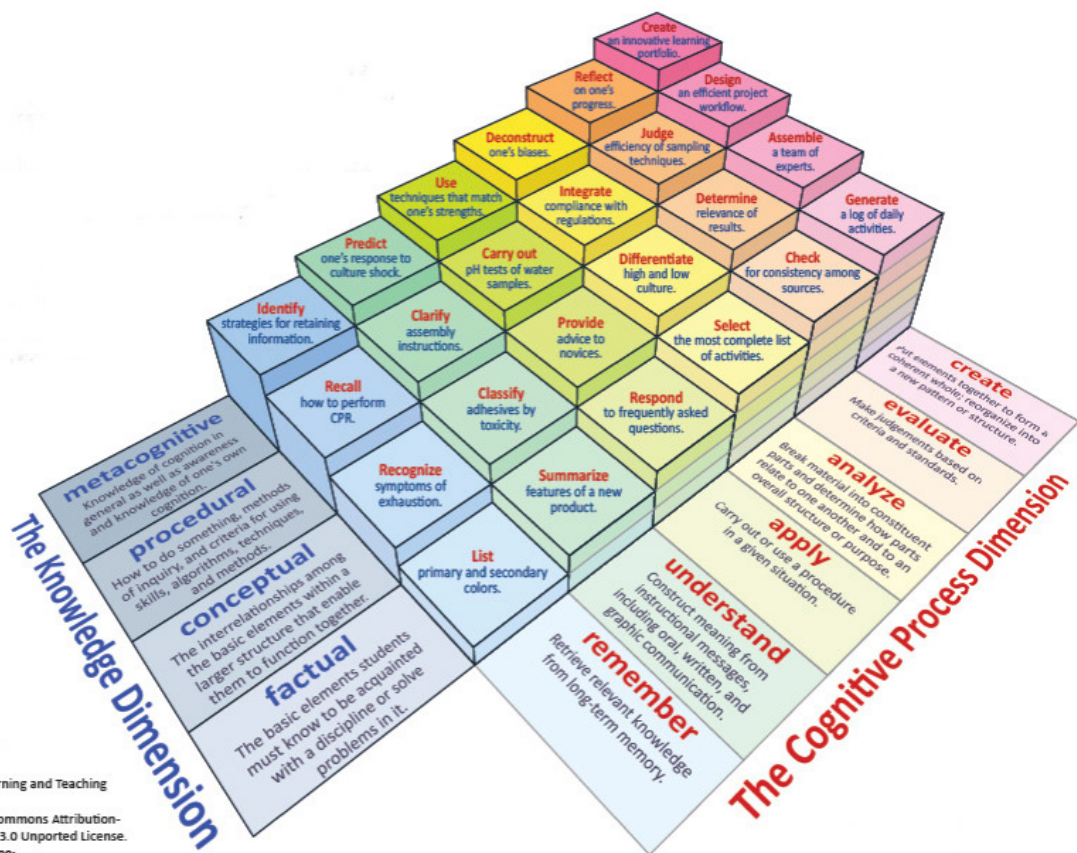 Create
an innovative learning
portfolio.
Reflect
on one's
progress.
Design
an efficient project
workflow.
Deconstruct
one's biases.
Judge
efficiency of sampling
techniques.
Assemble
a team of
experts.
Use
techniques that match
one's strengths.
Integrate
compliance with
regulations.
Determine
relevance of
results.
Generate
a log of daily
activities.
Predict
one's response to
culture shock.
Carry out
pH tests of water
samples.
Differentiate
high and low
culture.
Check
for consistency among
sources.
Identify
strategies for retaining
information.
Clarify
assembly
instructions.
Provide
advice to
novices.
Select
the most complete list
of activities.
Recall
how to perform
CPR.
Classify
adhesives by
toxicity.
Respond
to frequently asked
questions.
Recognize
symptoms of
exhaustion.
Summarize
features of a new
product.
List
primary and secondary
colors.
metacognitive
Knowledge of cognition in
general as well as awareness
and knowledge of one's own
cognition.
procedural
How to do something, methods
of inquiry, and criteria for using
skills, algorithms, techniques,
and methods.
conceptual
The interrelationships among
the basic elements within a
larger structure that enable
them to function together.
factual
The basic elements students
must know to be acquainted
with a discipline or solve
problems in it.
The Knowledge Dimension
create
Put elements together to form a
coherent whole; reorganize into
a new pattern or structure.
evaluate
Make judgements based on
criteria and standards.
analyze
Break material into constituent
parts and determine how parts
relate to one another and to an
overall structure or purpose.
apply
Carry out or use a procedure
in a given situation.
understand
Construct meaning from
instructional messages,
including oral, written, and
graphic communication.
remember
Retrieve relevant knowledge
from long-term memory.
The Cognitive Process Dimension
rning and Teaching
ommons Attribution-
3.0 Unported License.